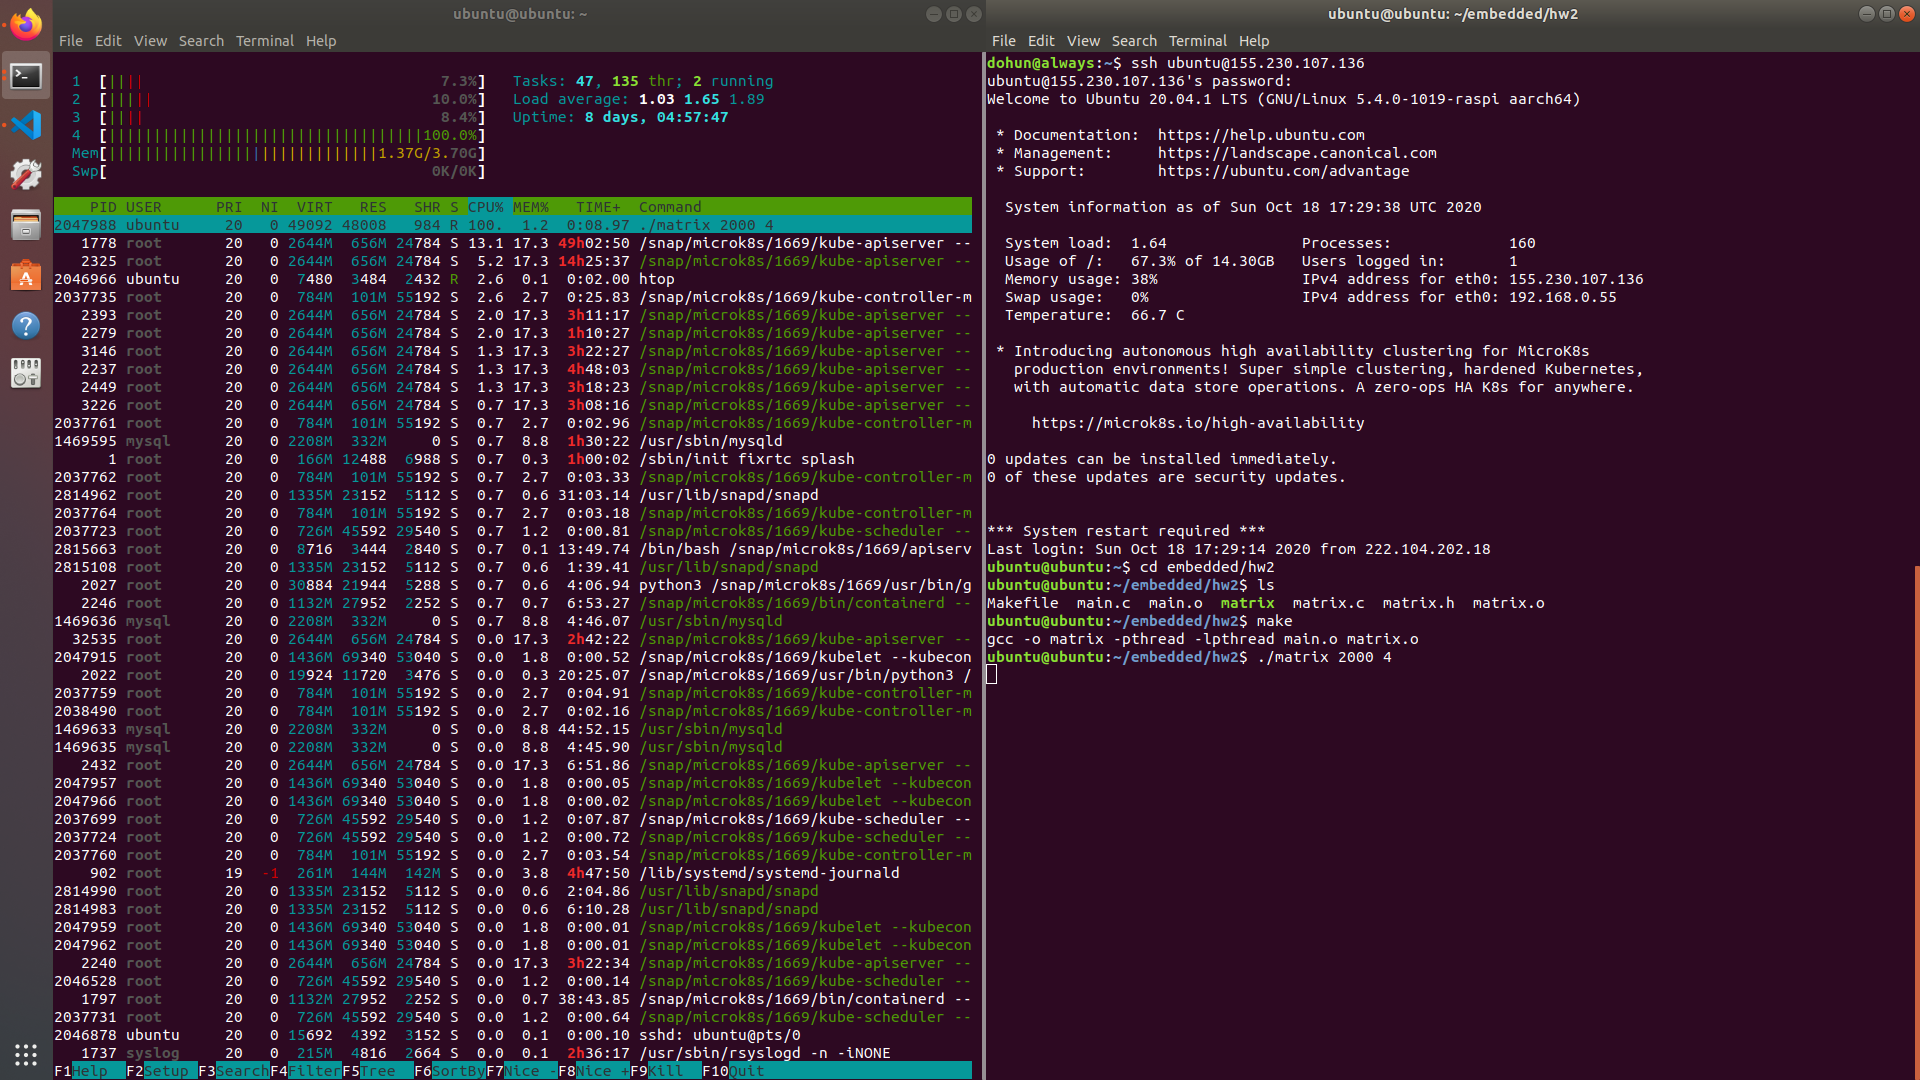 ubuntu@ubuntu: ~
File Edit View Search Terminal Help
1 [|||| 7.3%] Tasks: 47, 135 thr; 2 running
2 [||||| 10.0%] Load average: 1.03 1.65 1.89
3 [|||| 8.4%] Uptime: 8 days, 04:57:47
4 [|||||||||||||||||||||||||||||||||||100.0%]
Mem[||||||||||||||||||||||||||||||1.37G/3.70G]
Swp[ 0K/0K]
PID USER PRI NI VIRT RES SHR S CPU% MEM% TIME+ Command
2047988 ubuntu 20 0 49092 48008 984 R 100. 1.2 0:08.97 ./matrix 2000 4
1778 root 20 0 2644M 656M 24784 S 13.1 17.3 49h02:50 /snap/microk8s/1669/kube-apiserver --
2325 root 20 0 2644M 656M 24784 S 5.2 17.3 14h25:37 /snap/microk8s/1669/kube-apiserver --
2046966 ubuntu 20 0 7480 3484 2432 R 2.6 0.1 0:02.00 htop
2037735 root 20 0 784M 101M 55192 S 2.6 2.7 0:25.83 /snap/microk8s/1669/kube-controller-m
2393 root 20 0 2644M 656M 24784 S 2.0 17.3 3h11:17 /snap/microk8s/1669/kube-apiserver --
2279 root 20 0 2644M 656M 24784 S 2.0 17.3 1h10:27 /snap/microk8s/1669/kube-apiserver --
3146 root 20 0 2644M 656M 24784 S 1.3 17.3 3h22:27 /snap/microk8s/1669/kube-apiserver --
2237 root 20 0 2644M 656M 24784 S 1.3 17.3 4h48:03 /snap/microk8s/1669/kube-apiserver --
2449 root 20 0 2644M 656M 24784 S 1.3 17.3 3h18:23 /snap/microk8s/1669/kube-apiserver --
3226 root 20 0 2644M 656M 24784 S 0.7 17.3 3h08:16 /snap/microk8s/1669/kube-apiserver --
2037761 root 20 0 784M 101M 55192 S 0.7 2.7 0:02.96 /snap/microk8s/1669/kube-controller-m
1469595 mysql 20 0 2208M 332M 0 S 0.7 8.8 1h30:22 /usr/sbin/mysqld
1 root 20 0 166M 12488 6988 S 0.7 0.3 1h00:02 /sbin/init fixrtc splash
2037762 root 20 0 784M 101M 55192 S 0.7 2.7 0:03.33 /snap/microk8s/1669/kube-controller-m
2814962 root 20 0 1335M 23152 5112 S 0.7 0.6 31:03.14 /usr/lib/snapd/snapd
2037764 root 20 0 784M 101M 55192 S 0.7 2.7 0:03.18 /snap/microk8s/1669/kube-controller-m
2037723 root 20 0 726M 45592 29540 S 0.7 1.2 0:00.81 /snap/microk8s/1669/kube-scheduler --
2815663 root 20 0 8716 3444 2840 S 0.7 0.1 13:49.74 /bin/bash /snap/microk8s/1669/apiserv
2815108 root 20 0 1335M 23152 5112 S 0.7 0.6 1:39.41 /usr/lib/snapd/snapd
2027 root 20 0 30884 21944 5288 S 0.7 0.6 4:06.94 python3 /snap/microk8s/1669/usr/bin/g
2246 root 20 0 1132M 27952 2252 S 0.7 0.7 6:53.27 /snap/microk8s/1669/bin/containerd --
1469636 mysql 20 0 2208M 332M 0 S 0.7 8.8 4:46.07 /usr/sbin/mysqld
32535 root 20 0 2644M 656M 24784 S 0.0 17.3 2h42:22 /snap/microk8s/1669/kube-apiserver --
2047915 root 20 0 1436M 69340 53040 S 0.0 1.8 0:00.52 /snap/microk8s/1669/kubelet --kubecon
2022 root 20 0 19924 11720 3476 S 0.0 0.3 20:25.07 /snap/microk8s/1669/usr/bin/python3 /
2037759 root 20 0 784M 101M 55192 S 0.0 2.7 0:04.91 /snap/microk8s/1669/kube-controller-m
2038490 root 20 0 784M 101M 55192 S 0.0 2.7 0:02.16 /snap/microk8s/1669/kube-controller-m
1469633 mysql 20 0 2208M 332M 0 S 0.0 8.8 44:52.15 /usr/sbin/mysqld
1469635 mysql 20 0 2208M 332M 0 S 0.0 8.8 4:45.90 /usr/sbin/mysqld
2432 root 20 0 2644M 656M 24784 S 0.0 17.3 6:51.86 /snap/microk8s/1669/kube-apiserver --
2047957 root 20 0 1436M 69340 53040 S 0.0 1.8 0:00.05 /snap/microk8s/1669/kubelet --kubecon
2047966 root 20 0 1436M 69340 53040 S 0.0 1.8 0:00.02 /snap/microk8s/1669/kubelet --kubecon
2037699 root 20 0 726M 45592 29540 S 0.0 1.2 0:07.87 /snap/microk8s/1669/kube-scheduler --
2037724 root 20 0 726M 45592 29540 S 0.0 1.2 0:00.72 /snap/microk8s/1669/kube-scheduler --
2037760 root 20 0 784M 101M 55192 S 0.0 2.7 0:03.54 /snap/microk8s/1669/kube-controller-m
902 root 19 -1 261M 144M 142M S 0.0 3.8 4h47:50 /lib/systemd/systemd-journald
2814990 root 20 0 1335M 23152 5112 S 0.0 0.6 2:04.86 /usr/lib/snapd/snapd
2814983 root 20 0 1335M 23152 5112 S 0.0 0.6 6:10.28 /usr/lib/snapd/snapd
2047959 root 20 0 1436M 69340 53040 S 0.0 1.8 0:00.01 /snap/microk8s/1669/kubelet --kubecon
2047962 root 20 0 1436M 69340 53040 S 0.0 1.8 0:00.01 /snap/microk8s/1669/kubelet --kubecon
2240 root 20 0 2644M 656M 24784 S 0.0 17.3 3h22:34 /snap/microk8s/1669/kube-apiserver --
2046528 root 20 0 726M 45592 29540 S 0.0 1.2 0:00.14 /snap/microk8s/1669/kube-scheduler --
1797 root 20 0 1132M 27952 2252 S 0.0 0.7 38:43.85 /snap/microk8s/1669/bin/containerd --
2037731 root 20 0 726M 45592 29540 S 0.0 1.2 0:00.64 /snap/microk8s/1669/kube-scheduler --
2046878 ubuntu 20 0 15692 4392 3152 S 0.0 0.1 0:00.10 sshd: ubuntu@pts/0
1737 syslog 20 0 215M 4816 2664 S 0.0 0.1 2h36:17 /usr/sbin/rsyslogd -n -iNONE
F1Help F2Setup F3SearchF4FilterF5Tree F6SortByF7Nice -F8Nice +F9Kill F10Quit
ubuntu@ubuntu: ~/embedded/hw2
File Edit View Search Terminal Help
dohun@always:~$ ssh ubuntu@155.230.107.136
ubuntu@155.230.107.136's password:
Welcome to Ubuntu 20.04.1 LTS (GNU/Linux 5.4.0-1019-raspi aarch64)
* Documentation: https://help.ubuntu.com
* Management: https://landscape.canonical.com
* Support: https://ubuntu.com/advantage
System information as of Sun Oct 18 17:29:38 UTC 2020
System load: 1.64 Processes: 160
Usage of /: 67.3% of 14.30GB Users logged in: 1
Memory usage: 38% IPv4 address for eth0: 155.230.107.136
Swap usage: 0% IPv4 address for eth0: 192.168.0.55
Temperature: 66.7 C
* Introducing autonomous high availability clustering for MicroK8s
production environments! Super simple clustering, hardened Kubernetes,
with automatic data store operations. A zero-ops HA K8s for anywhere.
https://microk8s.io/high-availability
0 updates can be installed immediately.
0 of these updates are security updates.
*** System restart required ***
Last login: Sun Oct 18 17:29:14 2020 from 222.104.202.18
ubuntu@ubuntu:~$ cd embedded/hw2
ubuntu@ubuntu:~/embedded/hw2$ ls
Makefile main.c main.o matrix matrix.c matrix.h matrix.o
ubuntu@ubuntu:~/embedded/hw2$ make
gcc -o matrix -pthread -lpthread main.o matrix.o
ubuntu@ubuntu:~/embedded/hw2$ ./matrix 2000 4